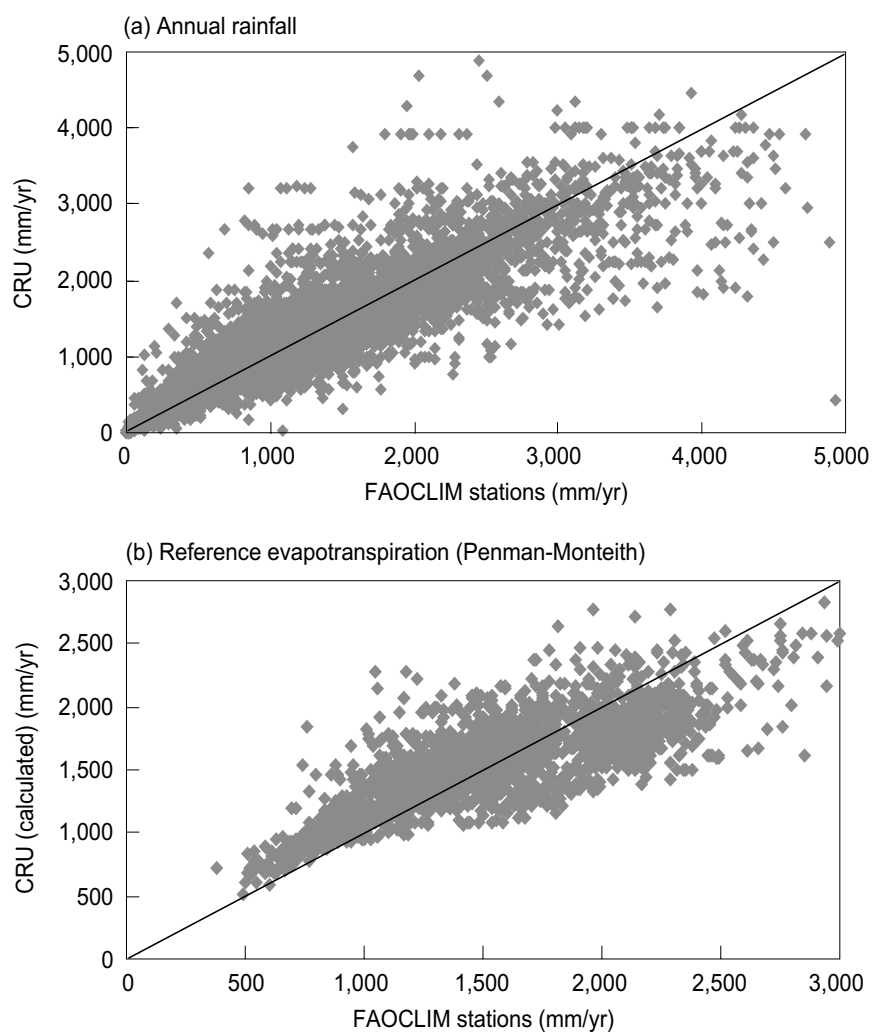 (a) Annual rainfall
5,000
4,000
3,000
2,000
1,000
0
CRU (mm/yr)
0 1,000 2,000 3,000 4,000 5,000
FAOCLIM stations (mm/yr)
(b) Reference evapotranspiration (Penman-Monteith)
3,000
2,500
2,000
1,500
1,000
500
0
CRU (calculated) (mm/yr)
0 500 1,000 1,500 2,000 2,500 3,000
FAOCLIM stations (mm/yr)